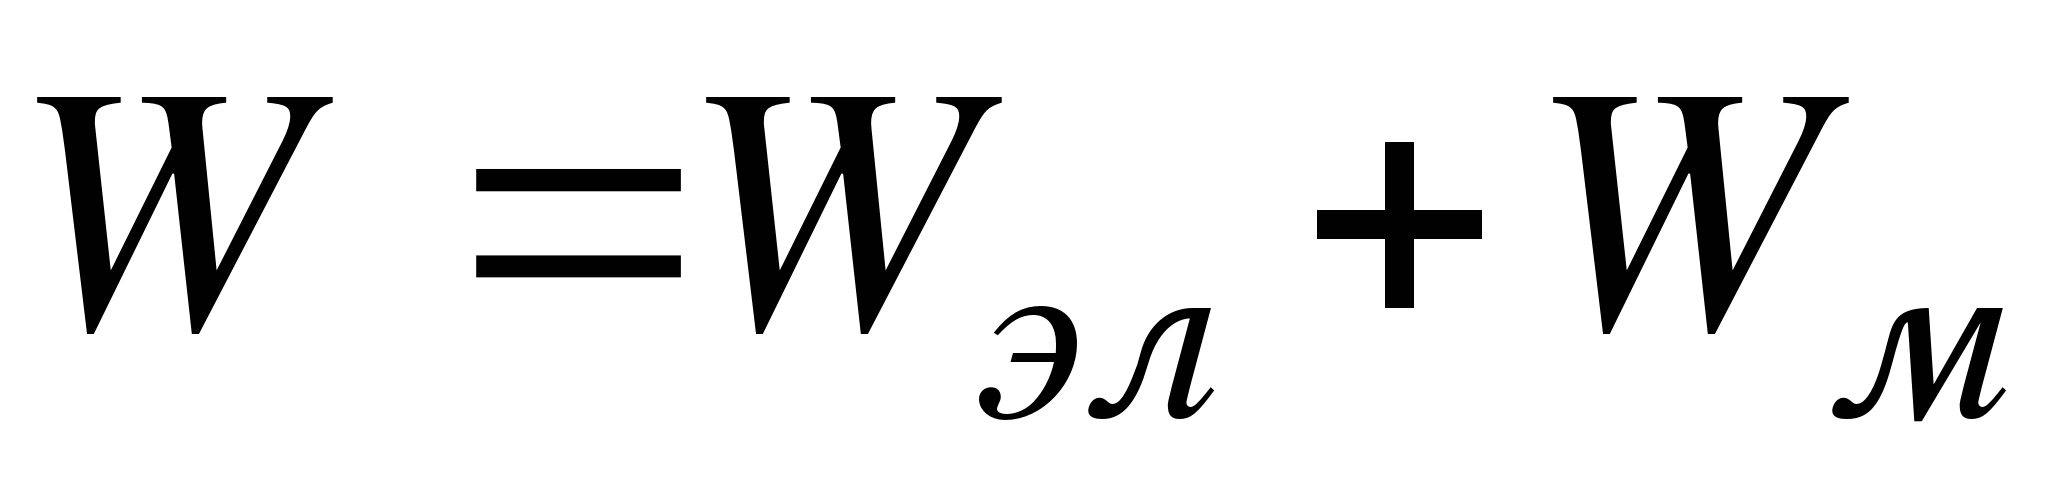 W = Wэл + Wм